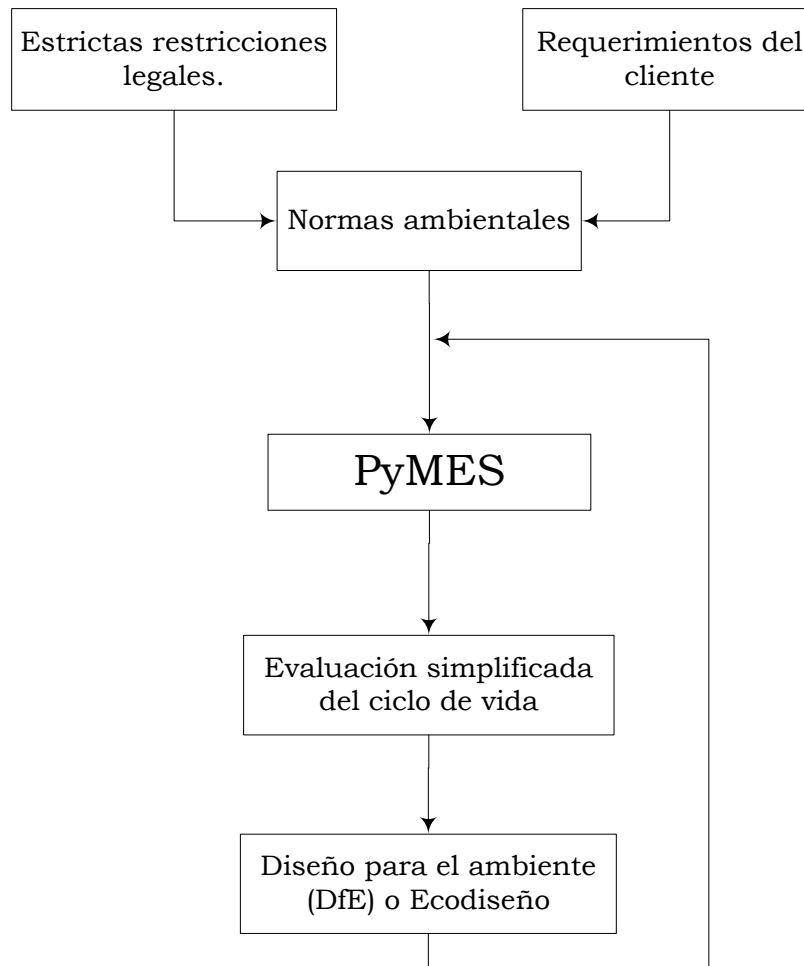 Estrictas restricciones
legales.
Requerimientos del
cliente
Normas ambientales
PyMES
Evaluación simplificada
del ciclo de vida
Diseño para el ambiente
(DfE) o Ecodiseño